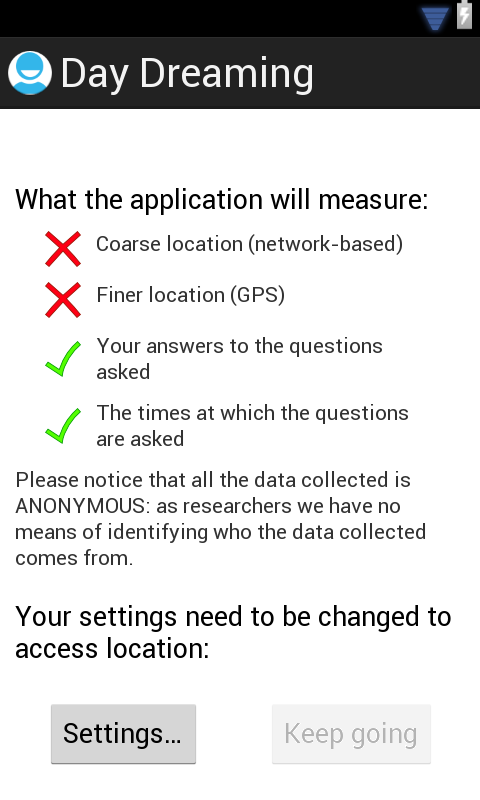 Day Dreaming
What the application will measure:
Coarse location (network-based)
Finer location (GPS)
Your answers to the questions
asked
The times at which the questions
are asked
Please notice that all the data collected is
ANONYMOUS: as researchers we have no
means of identifying who the data collected
comes from.
Your settings need to be changed to
access location:
Settings...
Keep going